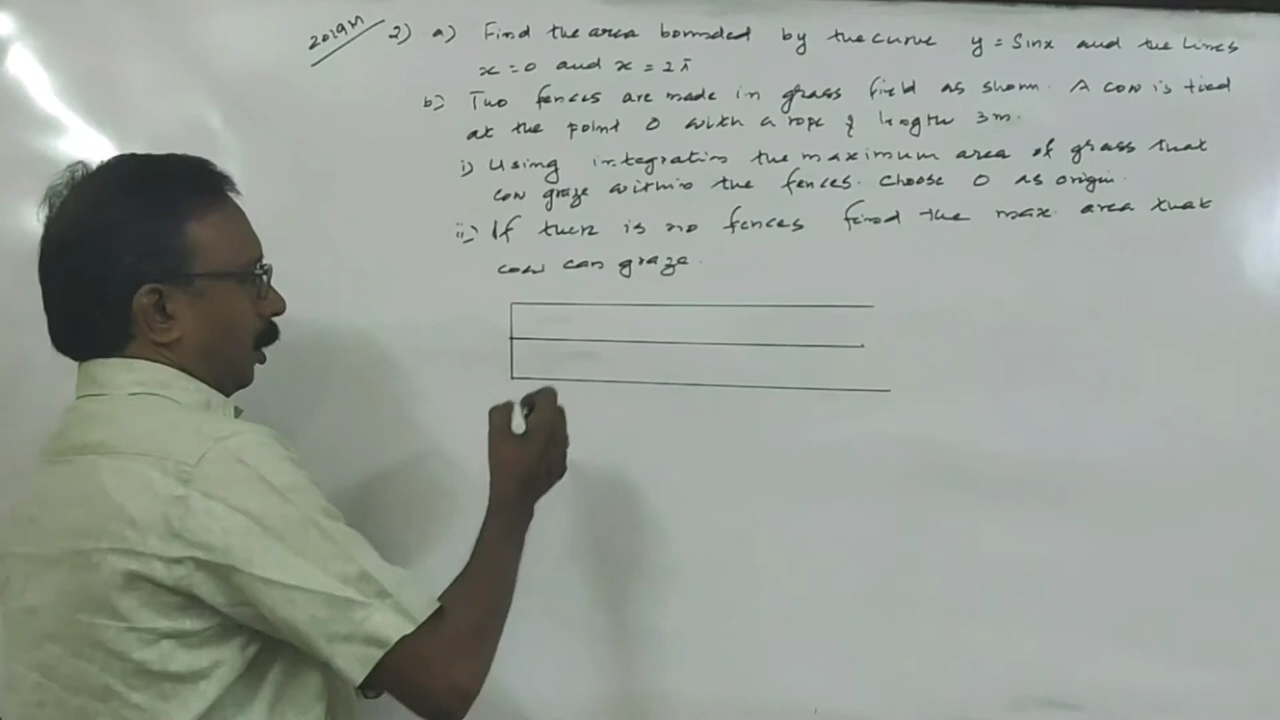 2019M 2) a) Find the area bounded by the curve y = Sinx and the Lines
x = 0 and x = 2π
b) Two fences are made in grass field as shown. A cow is tied
at the point O with a rope of length 3m.
i) Using integration the maximum area of grass that
cow graze within the fences. Choose O as origin.
ii) If there is no fences find the max. area that
cow can graze.